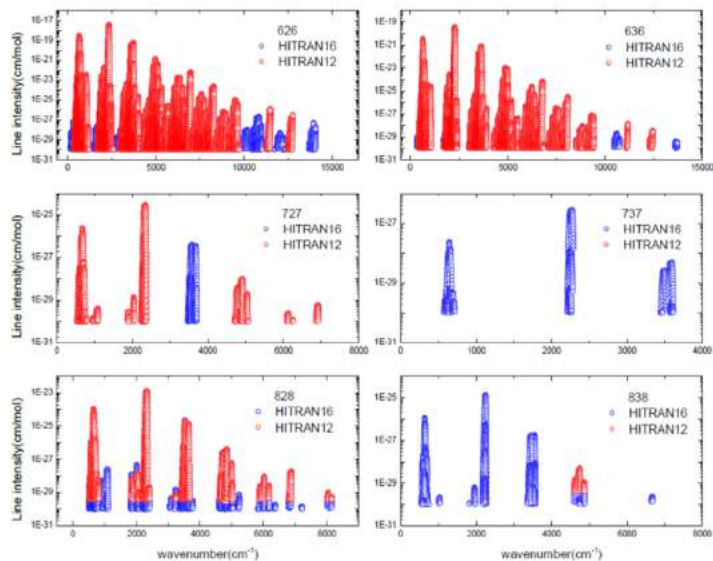 Line intensity(cm/mol)
1E-17
1E-19
1E-21
1E-23
1E-25
1E-27
1E-29
1E-31
626
HITRAN16
HITRAN12
0 5000 10000 15000
1E-17
1E-19
1E-21
1E-23
1E-25
1E-27
1E-29
1E-31
636
HITRAN16
HITRAN12
0 5000 10000 15000
Line intensity(cm/mol)
1E-25
1E-27
1E-29
1E-31
727
HITRAN16
HITRAN12
0 2000 4000 6000 8000
1E-27
1E-29
1E-31
737
HITRAN16
HITRAN12
0 1000 2000 3000 4000
Line intensity(cm/mol)
1E-23
1E-25
1E-27
1E-29
1E-31
828
HITRAN16
HITRAN12
0 2000 4000 6000 8000
wavenumber(cm⁻¹)
1E-25
1E-27
1E-29
1E-31
838
HITRAN16
HITRAN12
0 2000 4000 6000 8000
wavenumber(cm⁻¹)